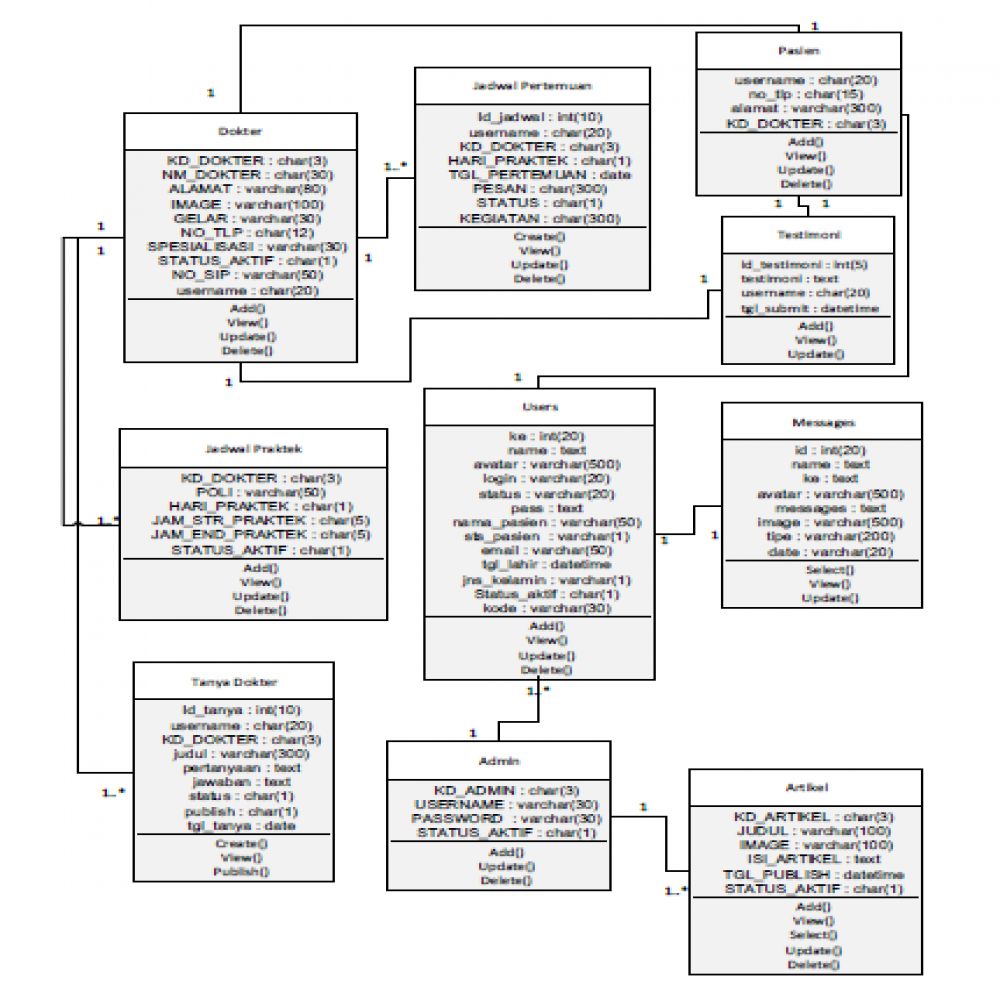 1
1
Pasien
username : char(20)
no_tlp : char(15)
alamat : varchar(300)
KD_DOKTER : char(3)
Add()
View()
Update()
Delete()
Jadwal Pertemuan
Id_jadwal : int(10)
username : char(20)
KD_DOKTER : char(3)
HARI_PRAKTEK : char(1)
TGL_PERTEMUAN : date
PESAN : char(300)
STATUS : char(1)
KEGIATAN : char(300)
Create()
View()
Update()
Delete()
Dokter
KD_DOKTER : char(3)
NM_DOKTER : char(30)
ALAMAT : varchar(80)
IMAGE : varchar(100)
GELAR : varchar(30)
NO_TLP : char(12)
SPESIALISASI : varchar(30)
STATUS_AKTIF : char(1)
NO_SIP : varchar(50)
username : char(20)
Add()
View()
Update()
Delete()
1..*
1
1
1
1 1
Testimoni
id_testimoni : int(5)
testimoni : text
username : char(20)
tgl_submit : datetime
Add()
View()
Update()
1
1
1
Users
ke : int(20)
name : text
avatar : varchar(500)
login : varchar(20)
status : varchar(20)
pass : text
nama_pasien : varchar(50)
sts_pasien : varchar(1)
email : varchar(50)
tgl_lahir : datetime
jns_kelamin : varchar(1)
Status_aktif : char(1)
kode : varchar(30)
Add()
View()
Update()
Delete()
Messages
id : int(20)
name : text
ke : text
avatar : varchar(500)
messages : text
image : varchar(500)
tipe : varchar(200)
date : varchar(20)
Select()
View()
Update()
1
1
Jadwal Praktek
KD_DOKTER : char(3)
POLI : varchar(50)
HARI_PRAKTEK : char(1)
JAM_STR_PRAKTEK : char(5)
JAM_END_PRAKTEK : char(5)
STATUS_AKTIF : char(1)
Add()
View()
Update()
Delete()
1..*
Tanya Dokter
Id_tanya : int(10)
username : char(20)
KD_DOKTER : char(3)
judul : varchar(300)
pertanyaan : text
jawaban : text
status : char(1)
publish : char(1)
tgl_tanya : date
Create()
View()
Publish()
1..*
1..*
1
Admin
KD_ADMIN : char(3)
USERNAME : varchar(30)
PASSWORD : varchar(30)
STATUS_AKTIF : char(1)
Add()
Update()
Delete()
1
1..*
Artikel
KD_ARTIKEL : char(3)
JUDUL : varchar(100)
IMAGE : varchar(100)
ISI_ARTIKEL : text
TGL_PUBLISH : datetime
STATUS_AKTIF : char(1)
Add()
View()
Select()
Update()
Delete()